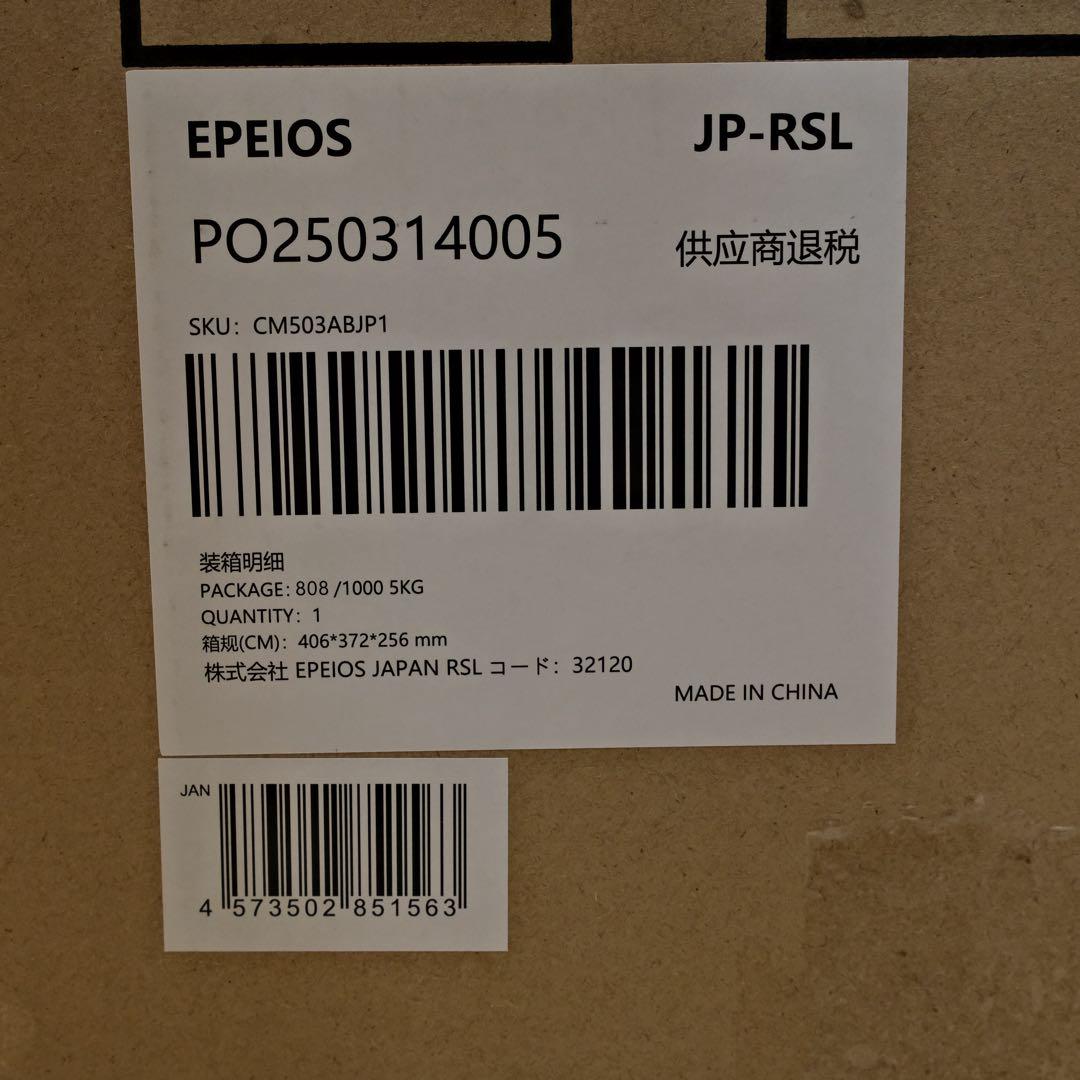 EPEIOS JP-RSL
PO250314005 供应商退税
SKU: CM503ABJP1
装箱明细
PACKAGE: 808 /1000 5KG
QUANTITY: 1
箱规(CM): 406*372*256 mm
株式会社 EPEIOS JAPAN RSL コード: 32120
MADE IN CHINA
JAN
4 573502 851563